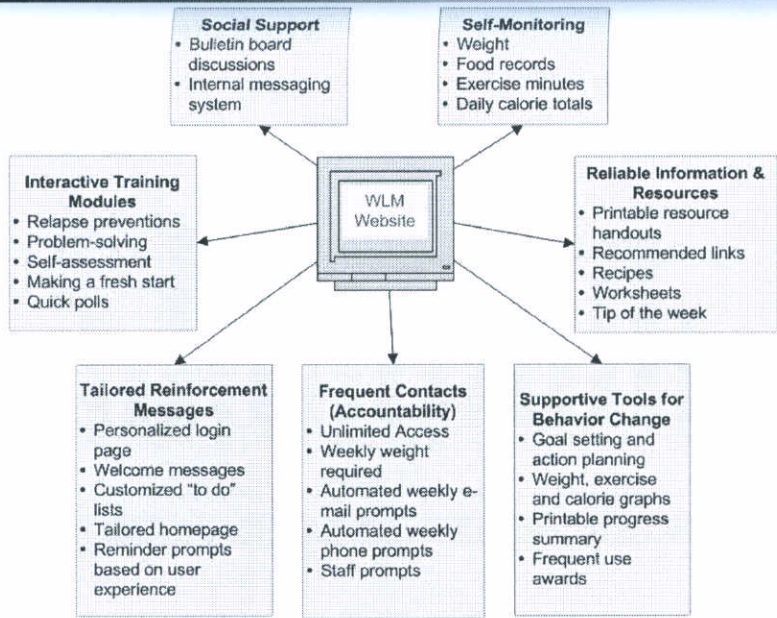 Social Support
• Bulletin board
discussions
• Internal messaging
system
Self-Monitoring
• Weight
• Food records
• Exercise minutes
• Daily calorie totals
Interactive Training
Modules
• Relapse preventions
• Problem-solving
• Self-assessment
• Making a fresh start
• Quick polls
WLM
Website
Reliable Information &
Resources
• Printable resource
handouts
• Recommended links
• Recipes
• Worksheets
• Tip of the week
Tailored Reinforcement
Messages
• Personalized login
page
• Welcome messages
• Customized "to do"
lists
• Tailored homepage
• Reminder prompts
based on user
experience
Frequent Contacts
(Accountability)
• Unlimited Access
• Weekly weight
required
• Automated weekly e-
mail prompts
• Automated weekly
phone prompts
• Staff prompts
Supportive Tools for
Behavior Change
• Goal setting and
action planning
• Weight, exercise
and calorie graphs
• Printable progress
summary
• Frequent use
awards